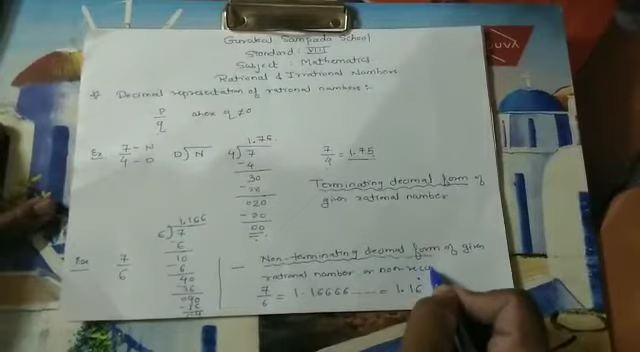 Gurukul Sampada School
Standard : VIII
Subject : Mathematics.
Rational & Irrational Numbers
* Decimal representation of rational numbers :-
p/q where q≠0
Ex 7/4 - N - D D)N 4)7 1.75 7/4 = 1.75
-4
30
-28
020
-20
00
Terminating decimal form of
given rational number
Now 7/6 6)7 1.166
-6
10
-6
40
36
040
-36
Non-terminating decimal form of given
rational number or non-recu
7/6 = 1.16666..... = 1.16̇